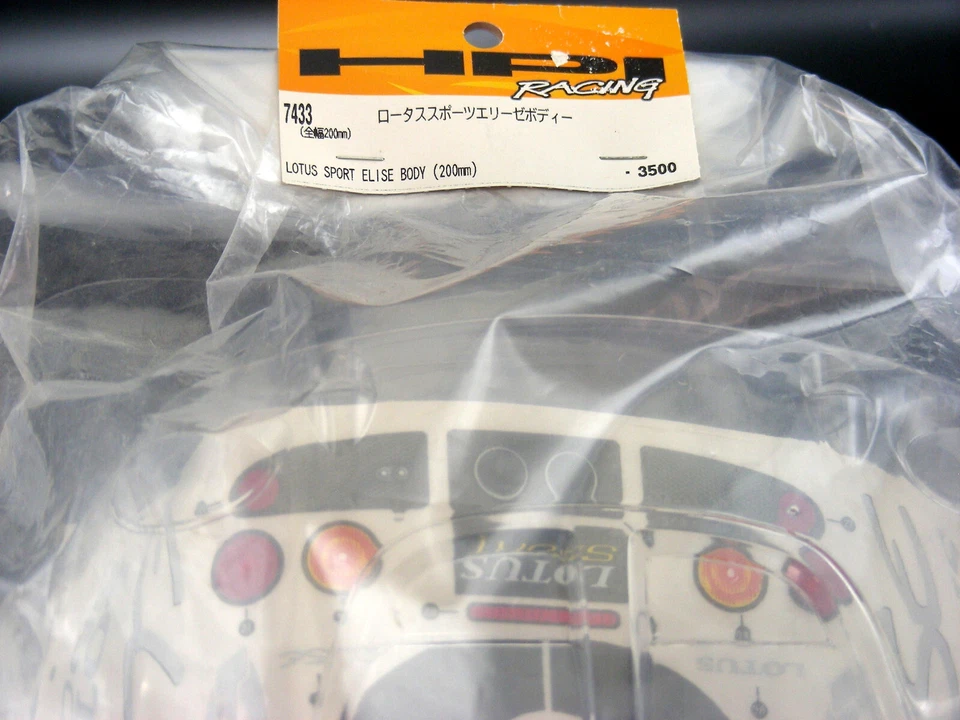 HPI
RACING
7433 ロータススポーツエリーゼボディー
(全幅200mm)
LOTUS SPORT ELISE BODY (200mm) - 3500
LOTUS
SPORT
LOTUS